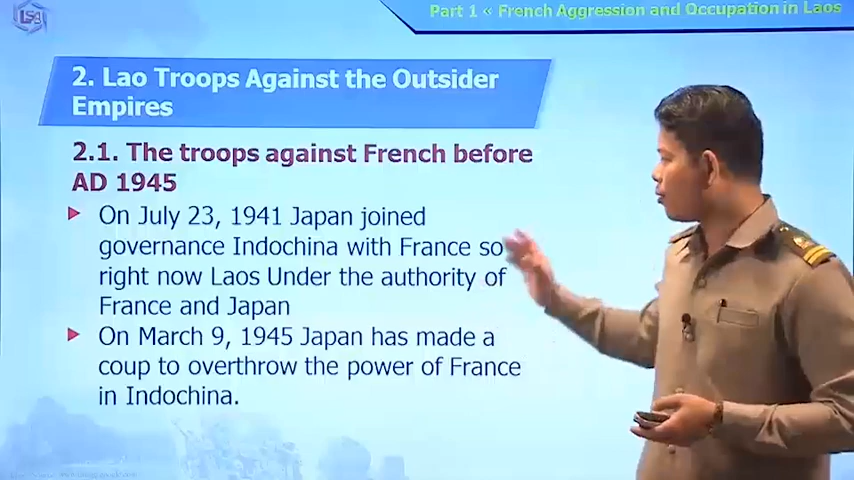 LSA
Part 1 « French Aggression and Occupation in Laos
2. Lao Troops Against the Outsider
Empires
2.1. The troops against French before
AD 1945
On July 23, 1941 Japan joined
governance Indochina with France so
right now Laos Under the authority of
France and Japan
On March 9, 1945 Japan has made a
coup to overthrow the power of France
in Indochina.